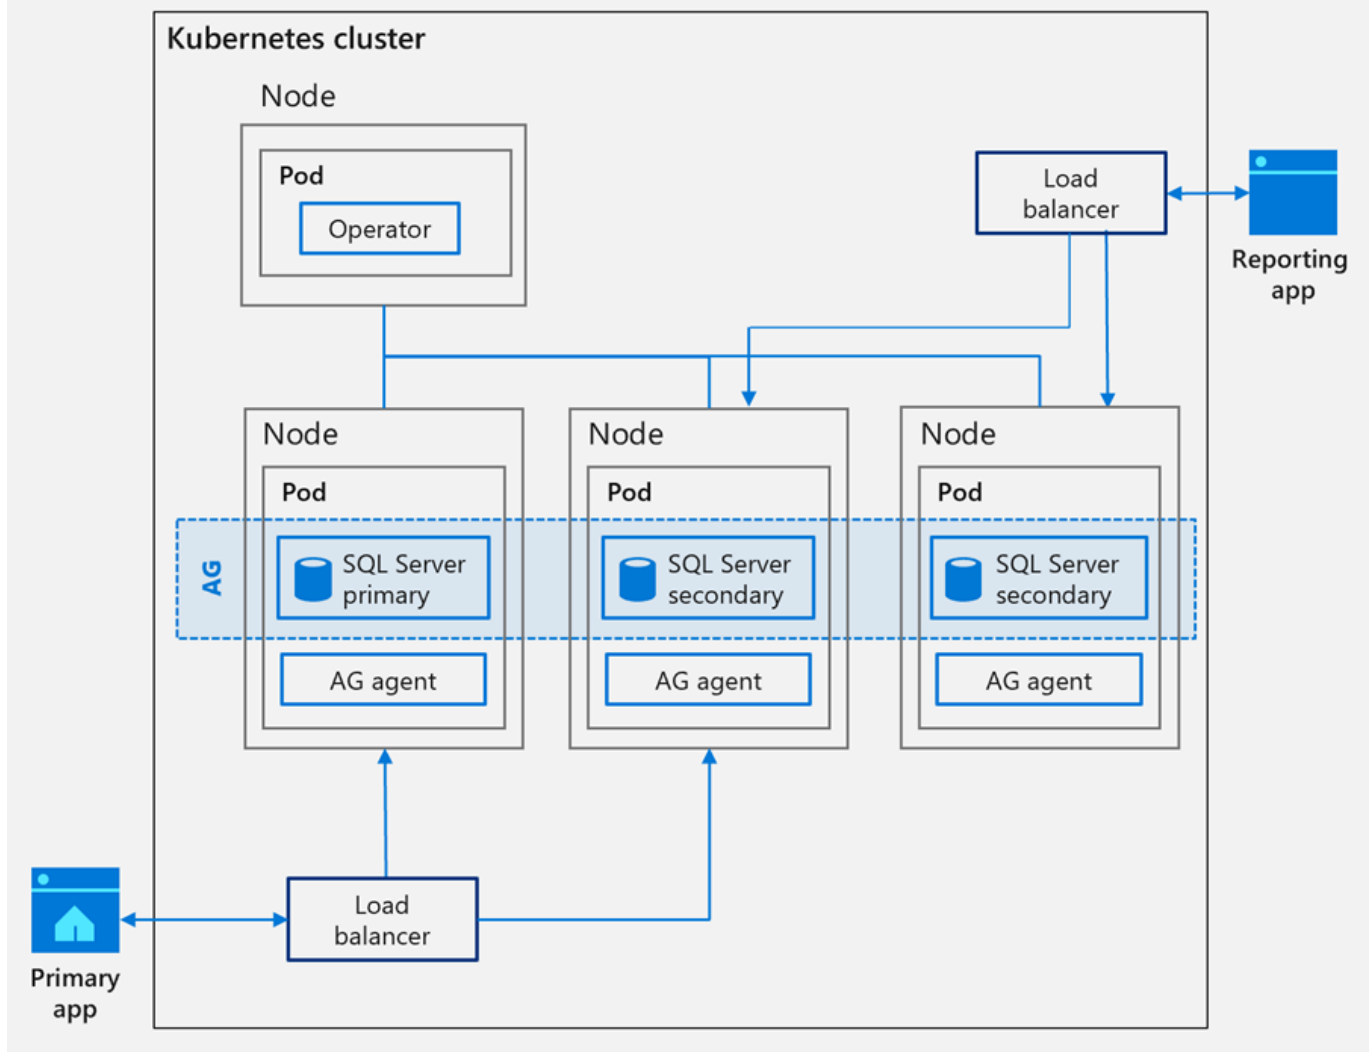 Kubernetes cluster
Node
Pod
Operator
Load
balancer
Reporting
app
Node
Pod
SQL Server
primary
AG agent
Node
Pod
SQL Server
secondary
AG agent
Node
Pod
SQL Server
secondary
AG agent
AG
Load
balancer
Primary
app